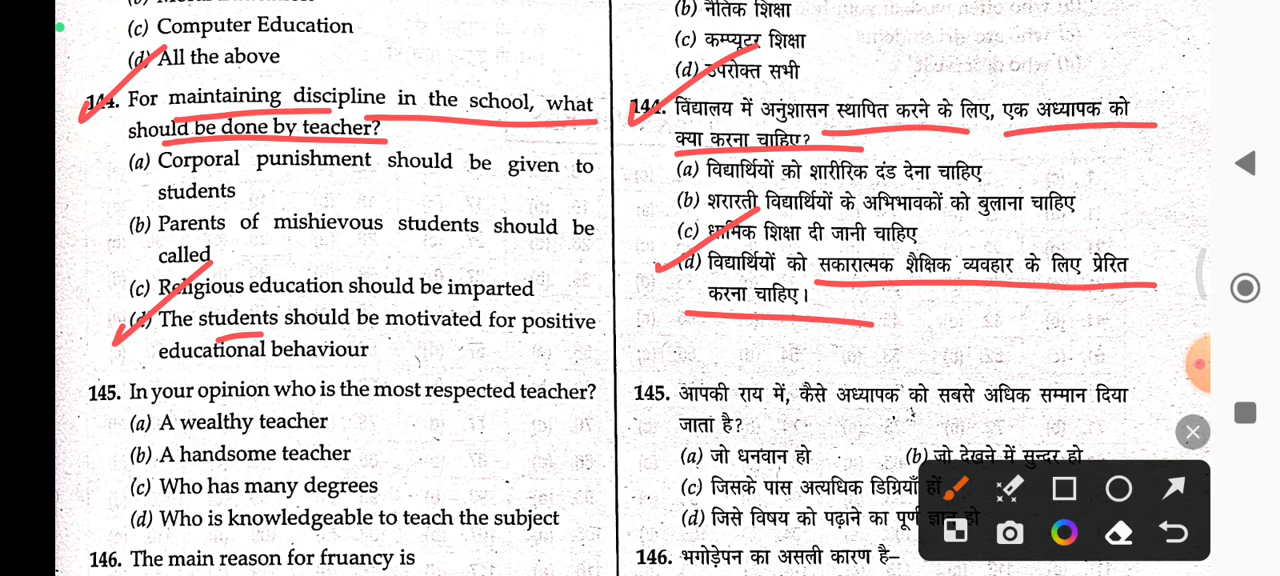 (c) Computer Education
(d) All the above
144. For maintaining discipline in the school, what
should be done by teacher?
(a) Corporal punishment should be given to
students
(b) Parents of mishievous students should be
called
(c) Religious education should be imparted
(d) The students should be motivated for positive
educational behaviour
145. In your opinion who is the most respected teacher?
(a) A wealthy teacher
(b) A handsome teacher
(c) Who has many degrees
(d) Who is knowledgeable to teach the subject
146. The main reason for fruancy is
(b) नैतिक शिक्षा
(c) कम्प्यूटर शिक्षा
(d) उपरोक्त सभी
144. विद्यालय में अनुशासन स्थापित करने के लिए, एक अध्यापक को
क्या करना चाहिए?
(a) विद्यार्थियों को शारीरिक दंड देना चाहिए
(b) शरारती विद्यार्थियों के अभिभावकों को बुलाना चाहिए
(c) धार्मिक शिक्षा दी जानी चाहिए
(d) विद्यार्थियों को सकारात्मक शैक्षिक व्यवहार के लिए प्रेरित
करना चाहिए।
145. आपकी राय में, कैसे अध्यापक को सबसे अधिक सम्मान दिया
जाता है?
(a) जो धनवान हो (b) जो देखने में सुन्दर हो
(c) जिसके पास अत्यधिक डिग्रियाँ हों
(d) जिसे विषय को पढ़ाने का पूर्ण ज्ञान हो
146. भगोड़ेपन का असली कारण है–